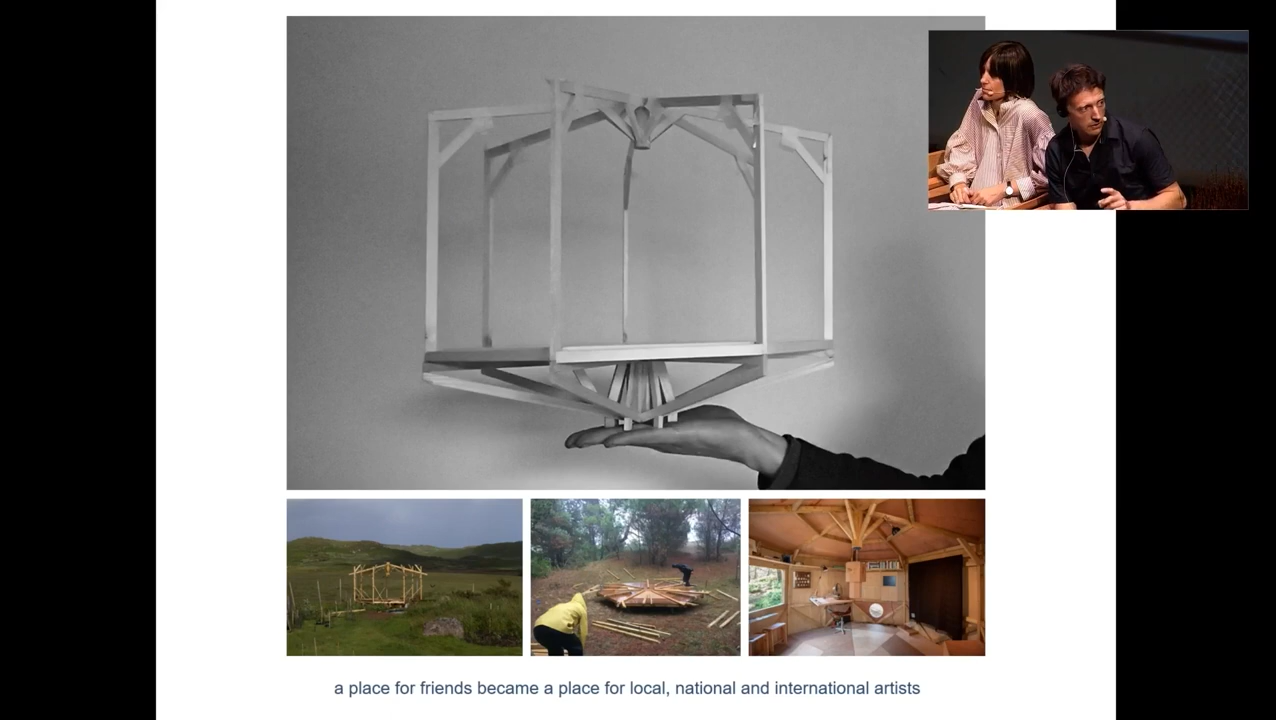 a place for friends became a place for local, national and international artists